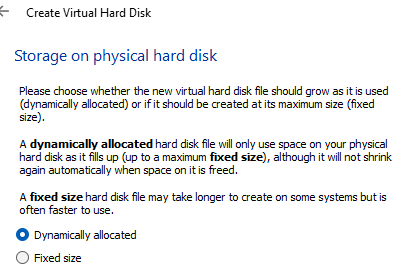 Create Virtual Hard Disk
Storage on physical hard disk
Please choose whether the new virtual hard disk file should grow as it is used
(dynamically allocated) or if it should be created at its maximum size (fixed
size).
A dynamically allocated hard disk file will only use space on your physical
hard disk as it fills up (up to a maximum fixed size), although it will not shrink
again automatically when space on it is freed.
A fixed size hard disk file may take longer to create on some systems but is
often faster to use.
Dynamically allocated
Fixed size